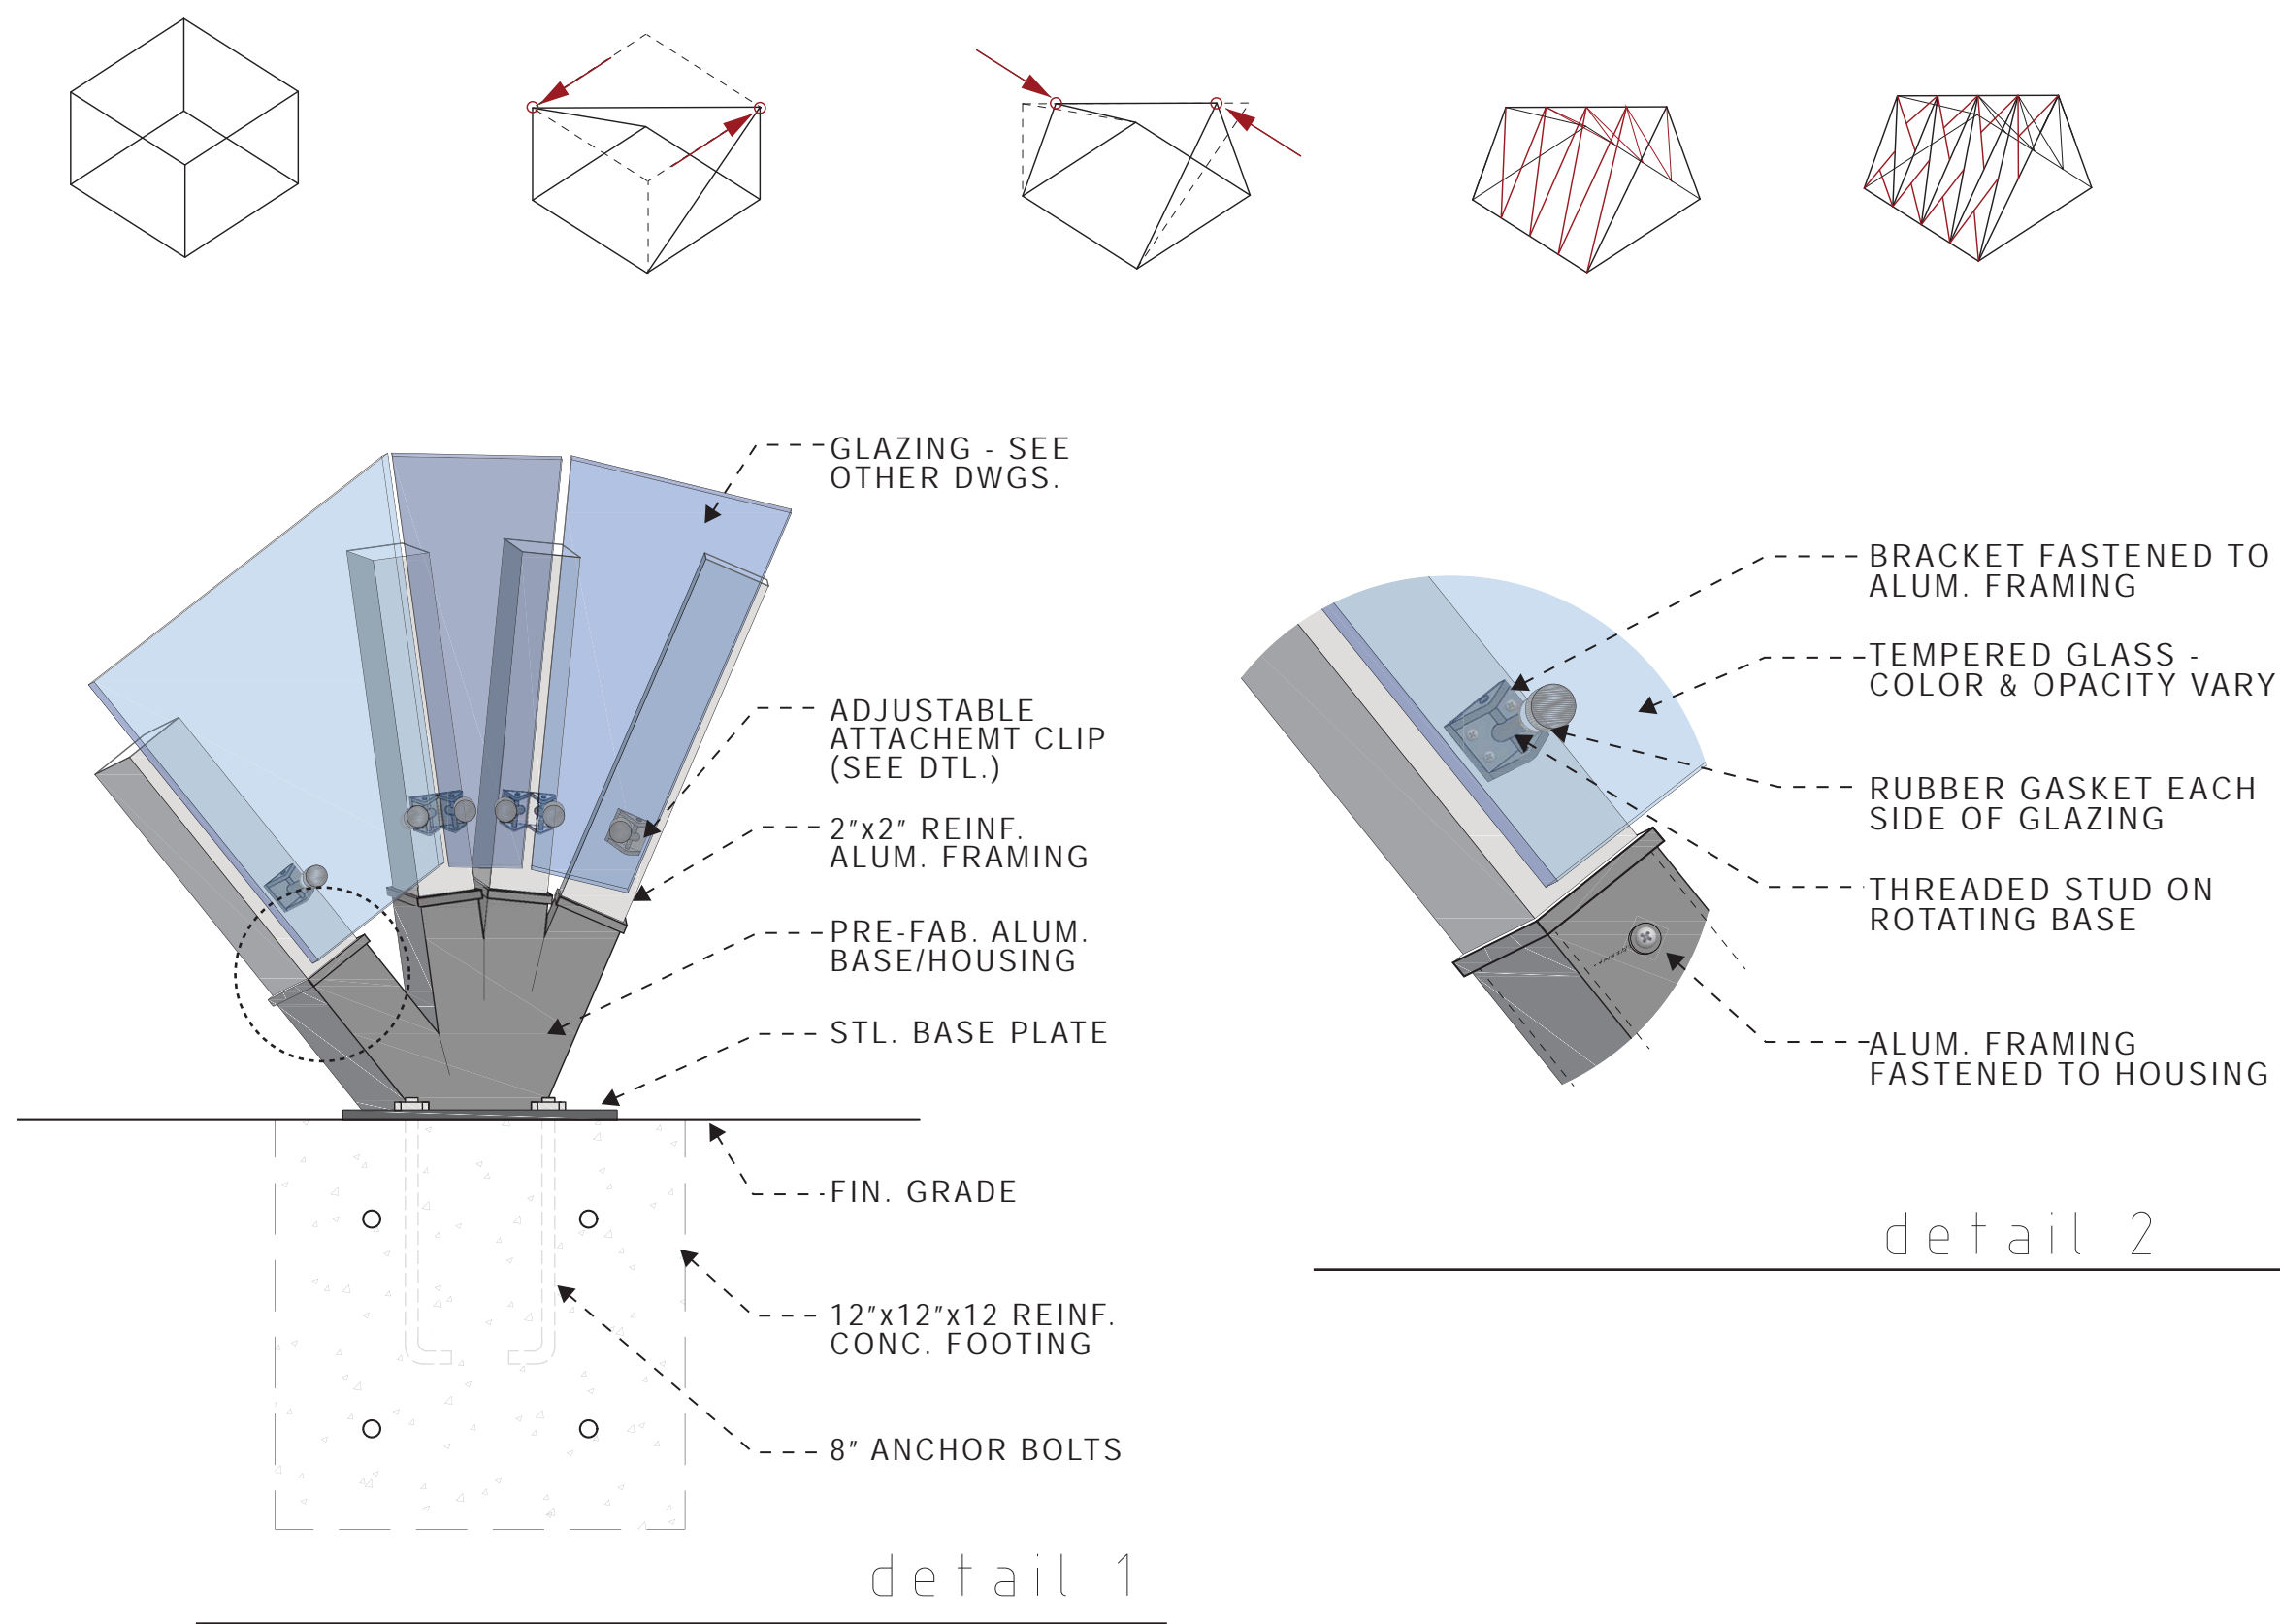 GLAZING - SEE
OTHER DWGS.
ADJUSTABLE
ATTACHEMT CLIP
(SEE DTL.)
2"x2" REINF.
ALUM. FRAMING
PRE-FAB. ALUM.
BASE/HOUSING
STL. BASE PLATE
FIN. GRADE
12"x12"x12 REINF.
CONC. FOOTING
8" ANCHOR BOLTS
detail 1
BRACKET FASTENED TO
ALUM. FRAMING
TEMPERED GLASS -
COLOR & OPACITY VARY
RUBBER GASKET EACH
SIDE OF GLAZING
THREADED STUD ON
ROTATING BASE
ALUM. FRAMING
FASTENED TO HOUSING
detail 2